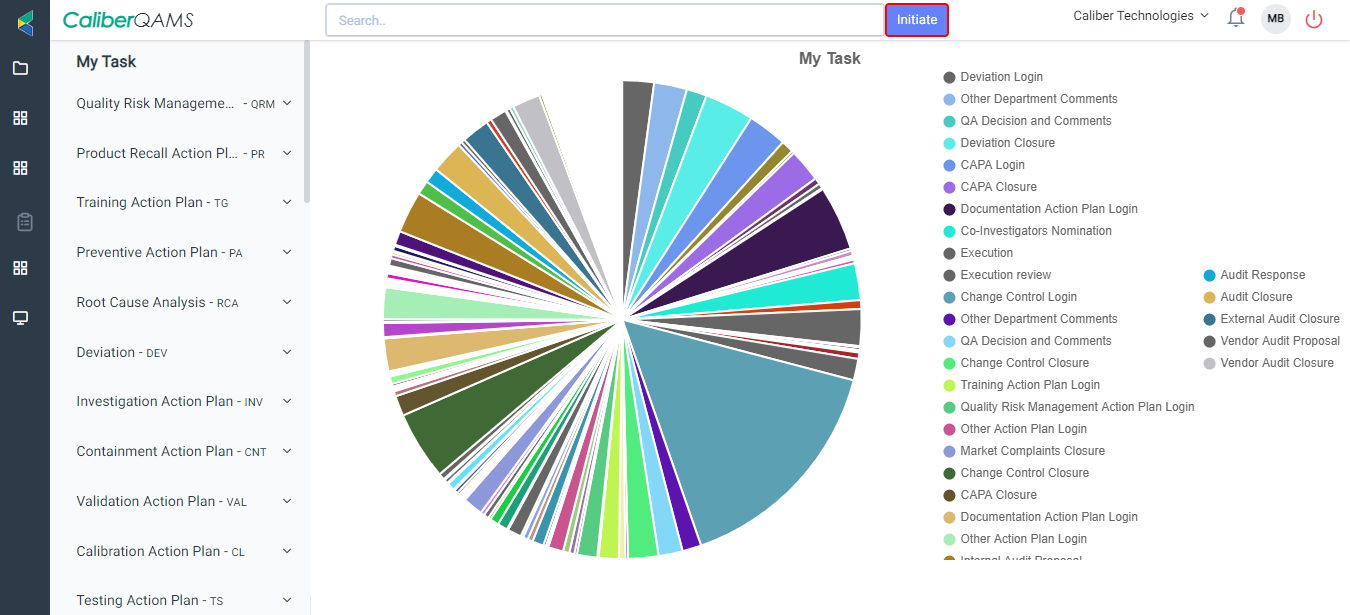 CaliberQAMS
Search..
Initiate
Caliber Technologies
MB
My Task
Quality Risk Manageme... - QRM
Product Recall Action Pl... - PR
Training Action Plan - TG
Preventive Action Plan - PA
Root Cause Analysis - RCA
Deviation - DEV
Investigation Action Plan - INV
Containment Action Plan - CNT
Validation Action Plan - VAL
Calibration Action Plan - CL
Testing Action Plan - TS
My Task
Deviation Login
Other Department Comments
QA Decision and Comments
Deviation Closure
CAPA Login
CAPA Closure
Documentation Action Plan Login
Co-Investigators Nomination
Execution
Execution review
Change Control Login
Other Department Comments
QA Decision and Comments
Change Control Closure
Training Action Plan Login
Quality Risk Management Action Plan Login
Other Action Plan Login
Market Complaints Closure
Change Control Closure
CAPA Closure
Documentation Action Plan Login
Other Action Plan Login
Internal Audit Proposal
Audit Response
Audit Closure
External Audit Closure
Vendor Audit Proposal
Vendor Audit Closure